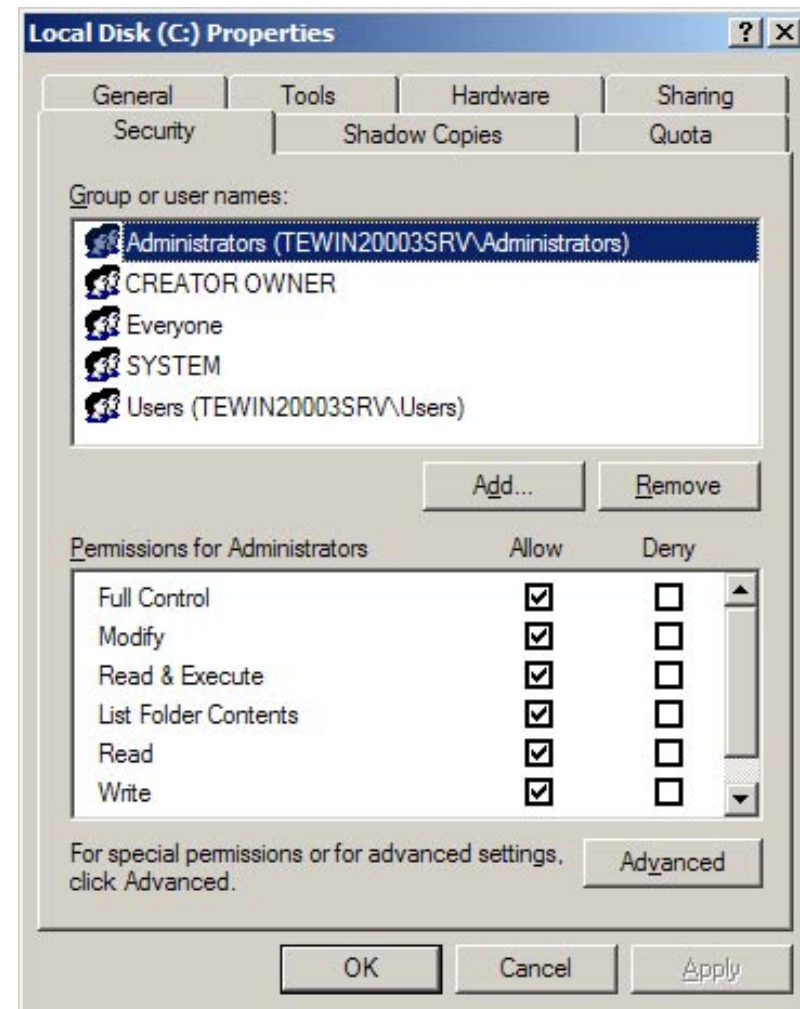 Local Disk (C:) Properties
General Tools Hardware Sharing
Security Shadow Copies Quota
Group or user names:
Administrators (TEWIN20003SRV\Administrators)
CREATOR OWNER
Everyone
SYSTEM
Users (TEWIN20003SRV\Users)
Add... Remove
Permissions for Administrators Allow Deny
Full Control
Modify
Read & Execute
List Folder Contents
Read
Write
For special permissions or for advanced settings,
click Advanced.
Advanced
OK Cancel Apply